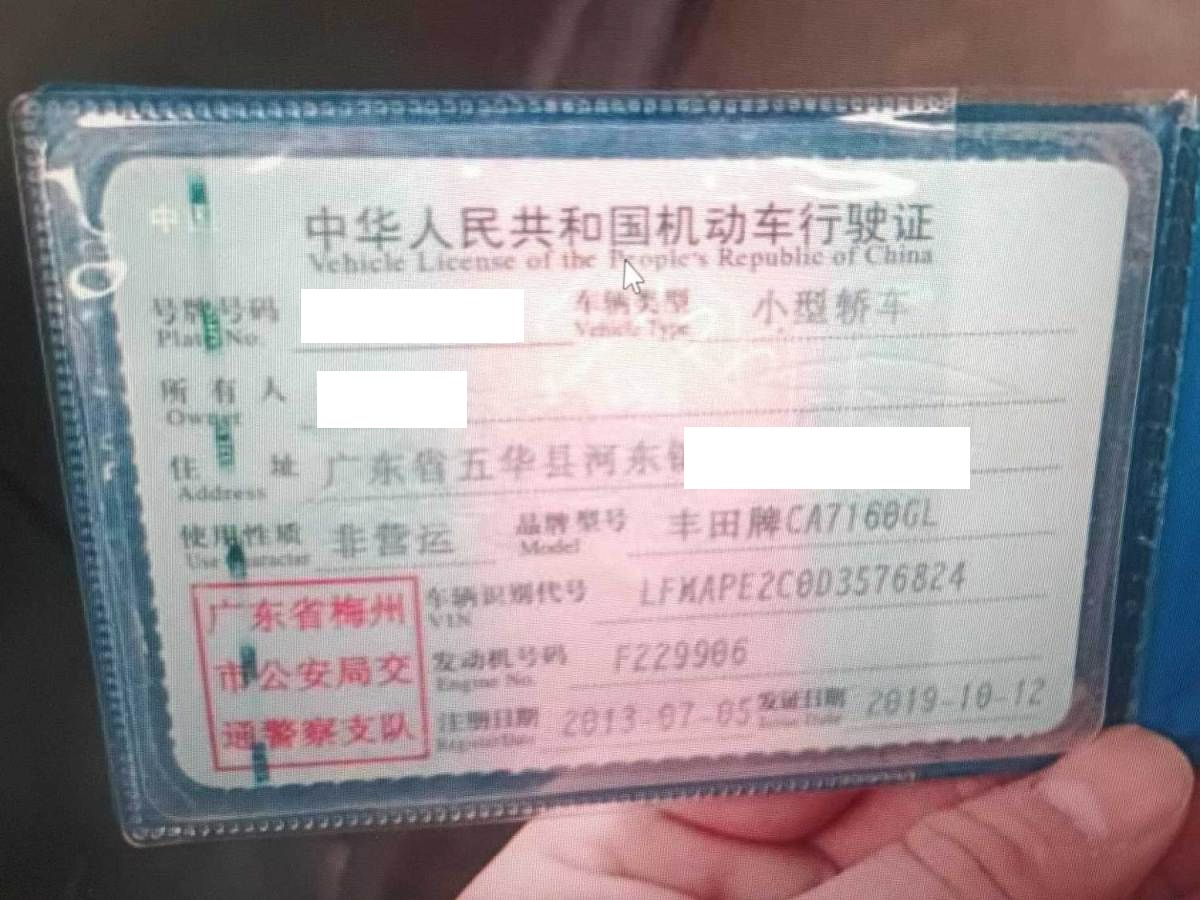 中华人民共和国机动车行驶证
Vehicle License of the People's Republic of China
号牌号码 车辆类型 小型轿车
Plate No. Vehicle Type
所有人
Owner
住址 广东省五华县河东镇
Address
使用性质 非营运 品牌型号 丰田牌CA7160GL
Use Character Model
车辆识别代号 LFMAPE2C0D3576824
VIN
发动机号码 F229906
Engine No.
注册日期 2013-07-05 发证日期 2019-10-12
Register Date Issue Date
广东省梅州
市公安局交
通警察支队